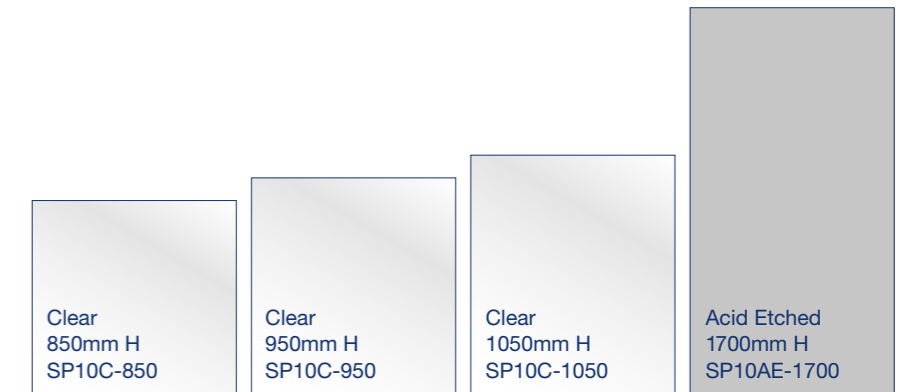 Clear
850mm H
SP10C-850
Clear
950mm H
SP10C-950
Clear
1050mm H
SP10C-1050
Acid Etched
1700mm H
SP10AE-1700